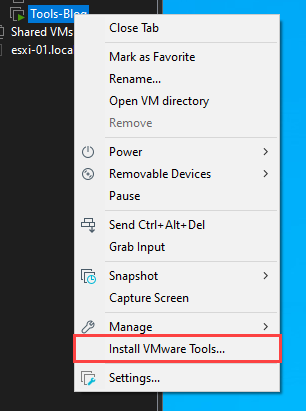 Tools-Blog
Shared VMs
esxi-01.loca
Close Tab
Mark as Favorite
Rename...
Open VM directory
Remove
Power
Removable Devices
Pause
Send Ctrl+Alt+Del
Grab Input
Snapshot
Capture Screen
Manage
Install VMware Tools...
Settings...